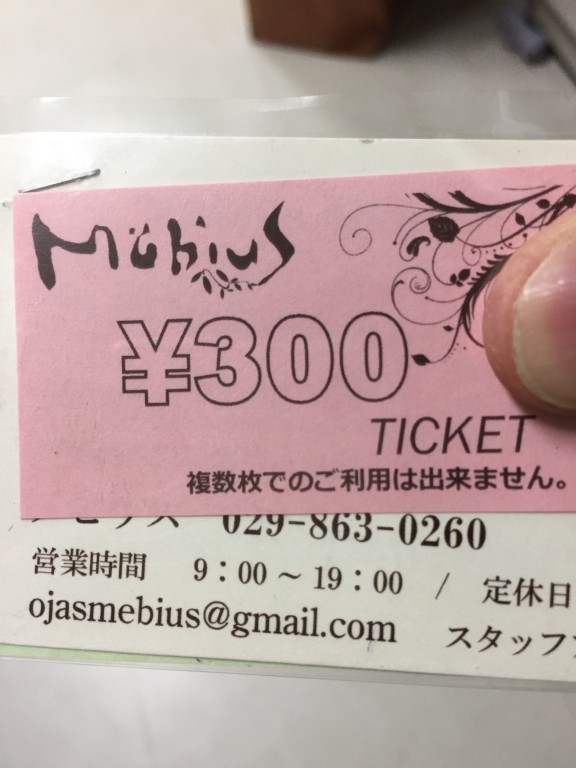 Möbius
¥300
TICKET
複数枚でのご利用は出来ません。
029-863-0260
営業時間 9：00～19：00 / 定休日
ojasmebius@gmail.com スタッフ